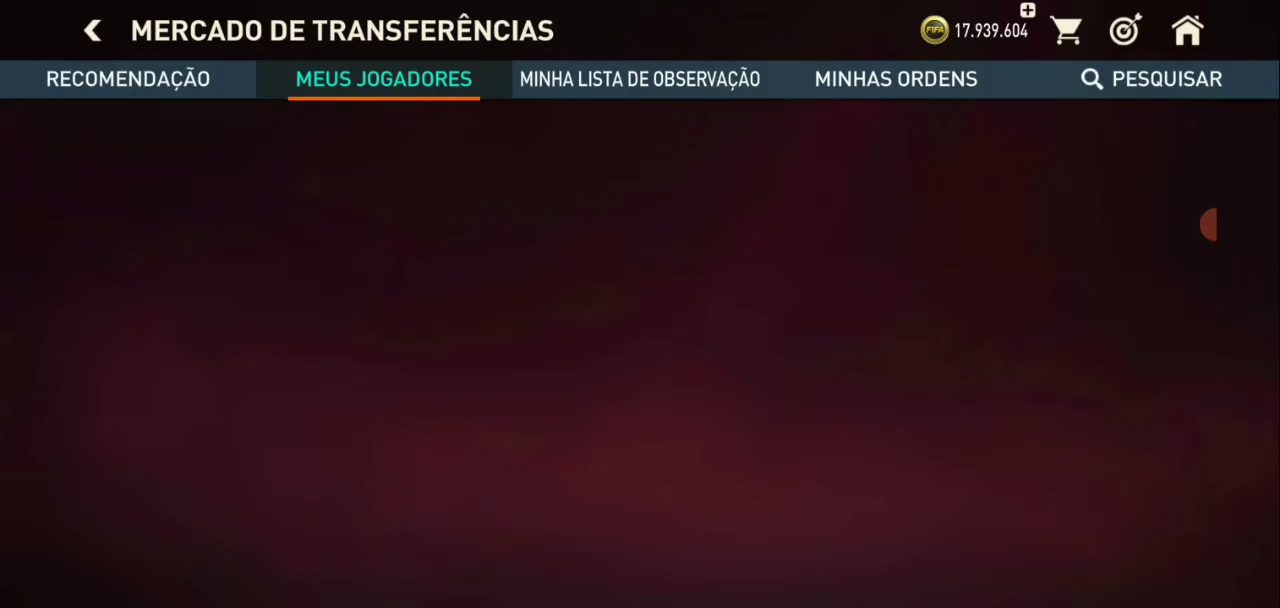 MERCADO DE TRANSFERÊNCIAS
FIFA 17.939.604
RECOMENDAÇÃO MEUS JOGADORES MINHA LISTA DE OBSERVAÇÃO MINHAS ORDENS PESQUISAR